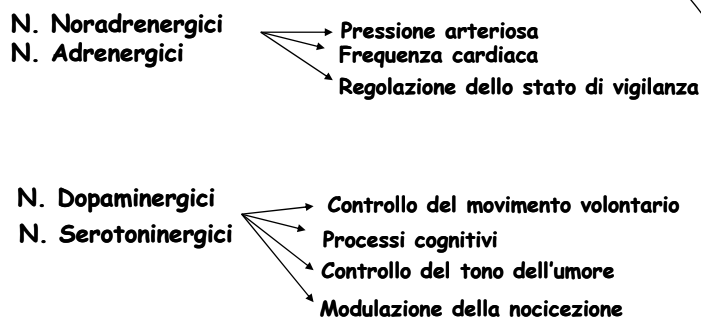 N. Noradrenergici
N. Adrenergici
Pressione arteriosa
Frequenza cardiaca
Regolazione dello stato di vigilanza
N. Dopaminergici
N. Serotoninergici
Controllo del movimento volontario
Processi cognitivi
Controllo del tono dell'umore
Modulazione della nocicezione